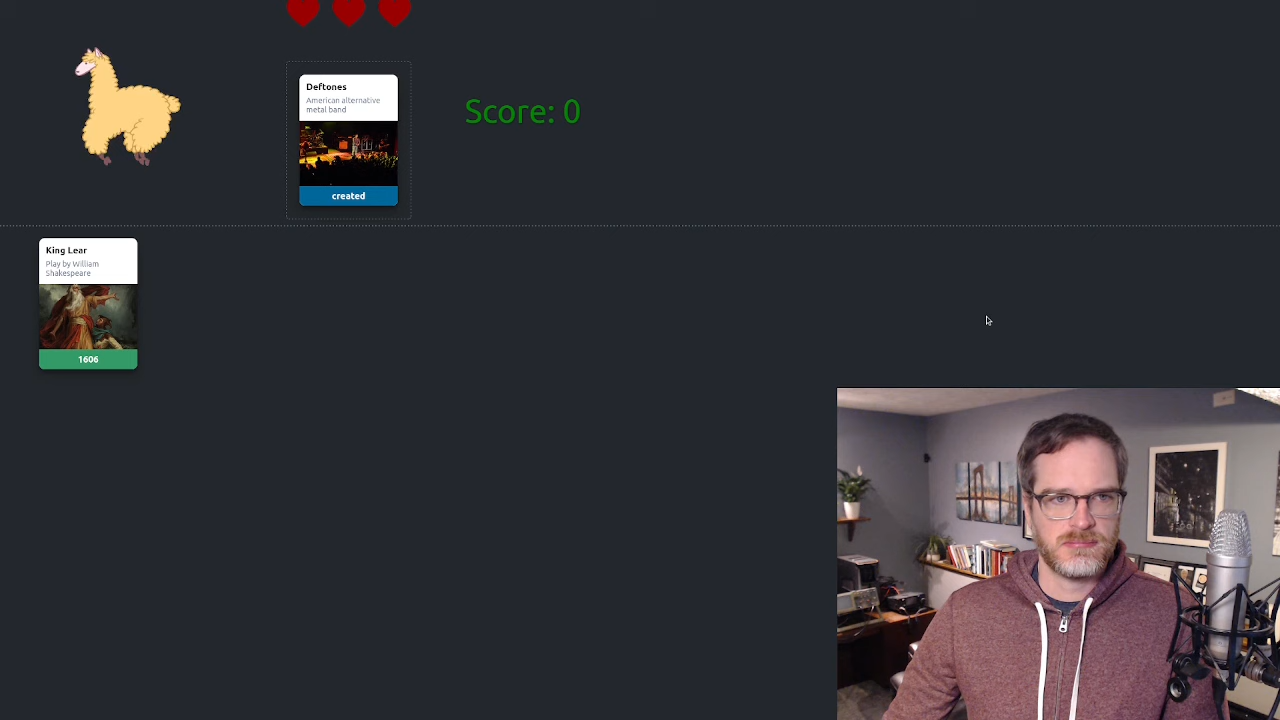 Deftones
American alternative
metal band
created
Score: 0
King Lear
Play by William
Shakespeare
1606